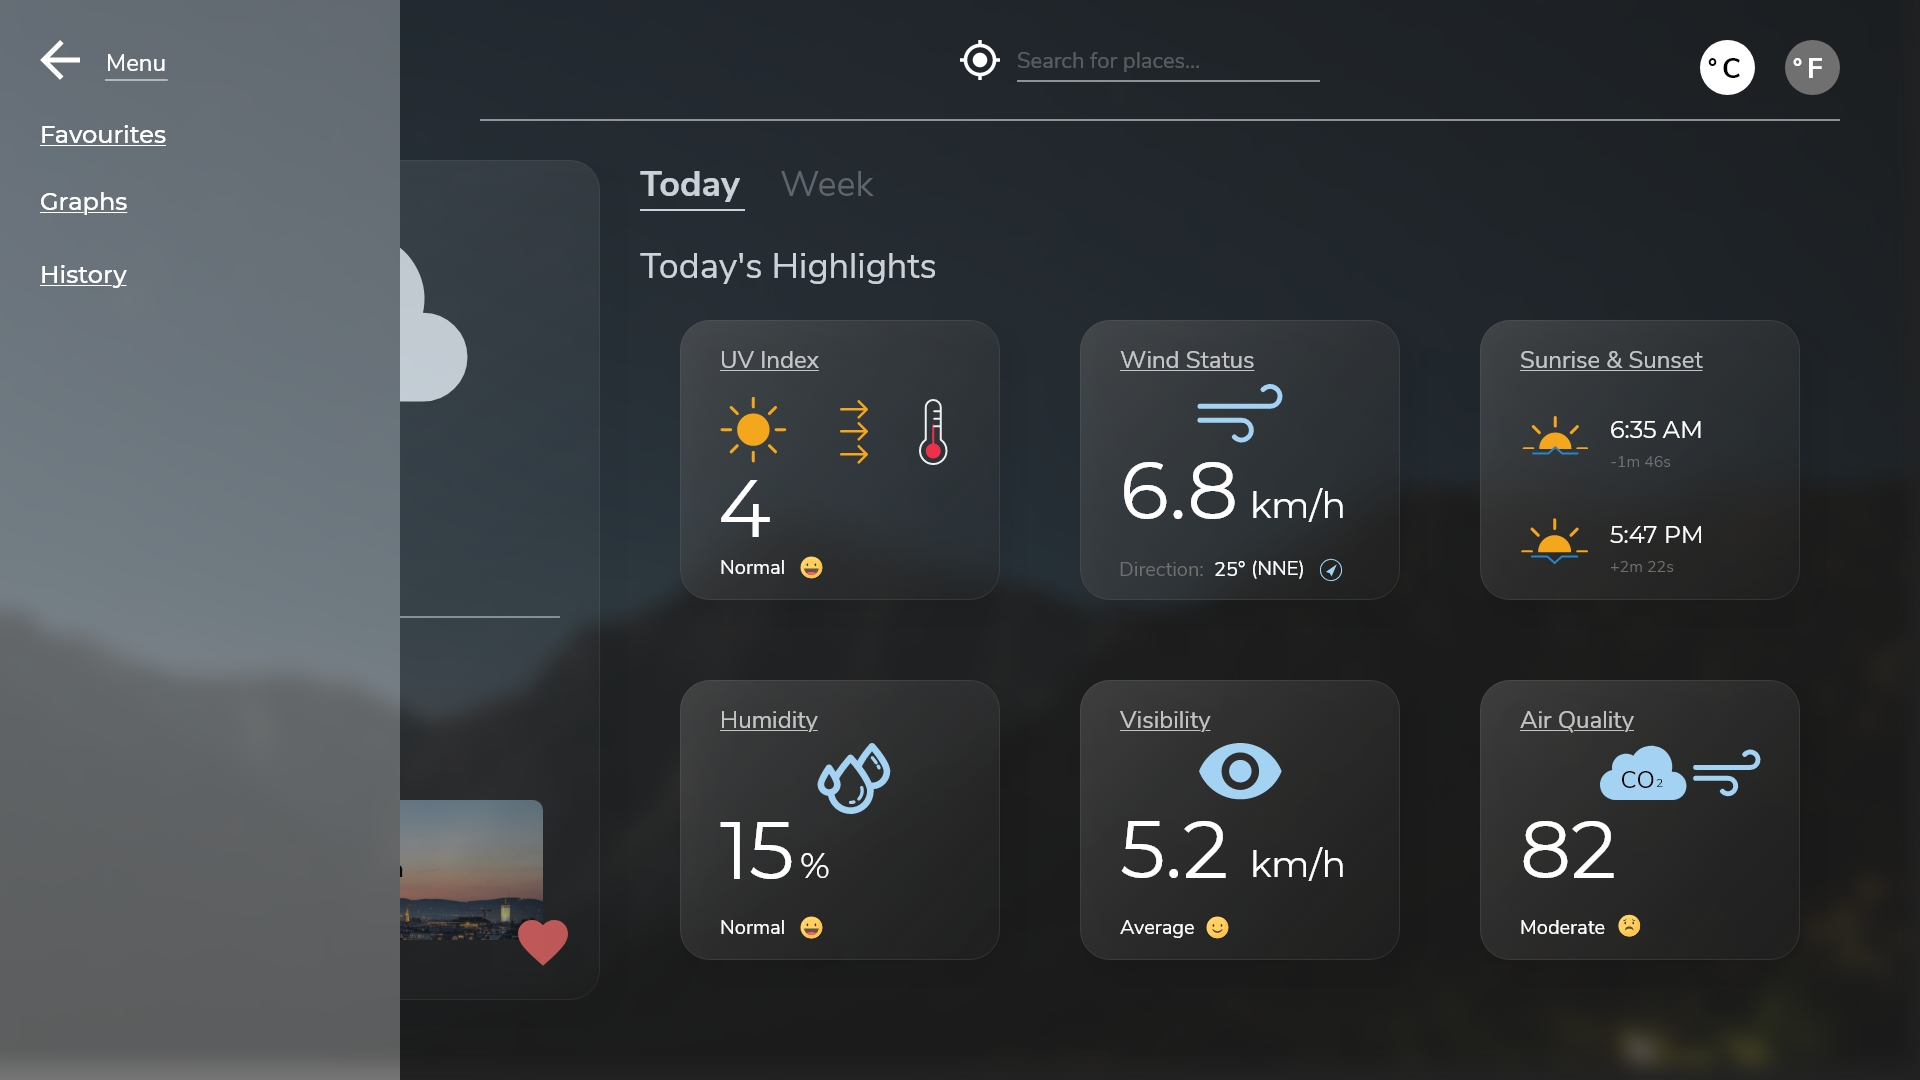 Menu
Favourites
Graphs
History
Search for places...
° C
° F
Today
Week
Today's Highlights
UV Index
4
Normal
Wind Status
6.8 km/h
Direction: 25° (NNE)
Sunrise & Sunset
6:35 AM
-1m 46s
5:47 PM
+2m 22s
Humidity
15 %
Normal
Visibility
5.2 km/h
Average
Air Quality
CO₂
82
Moderate